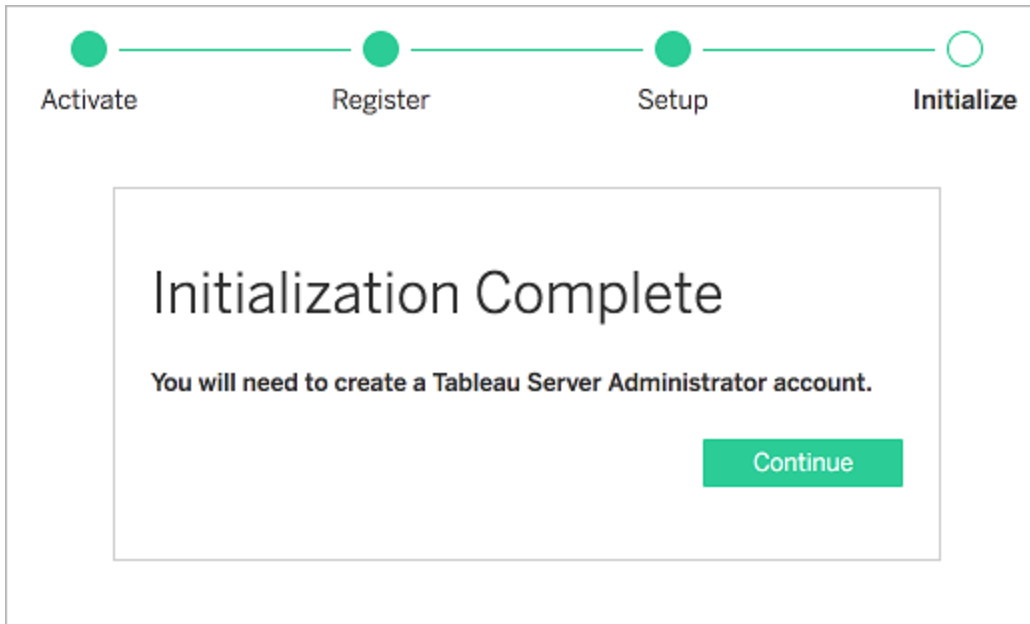 Activate Register Setup Initialize
Initialization Complete
You will need to create a Tableau Server Administrator account.
Continue